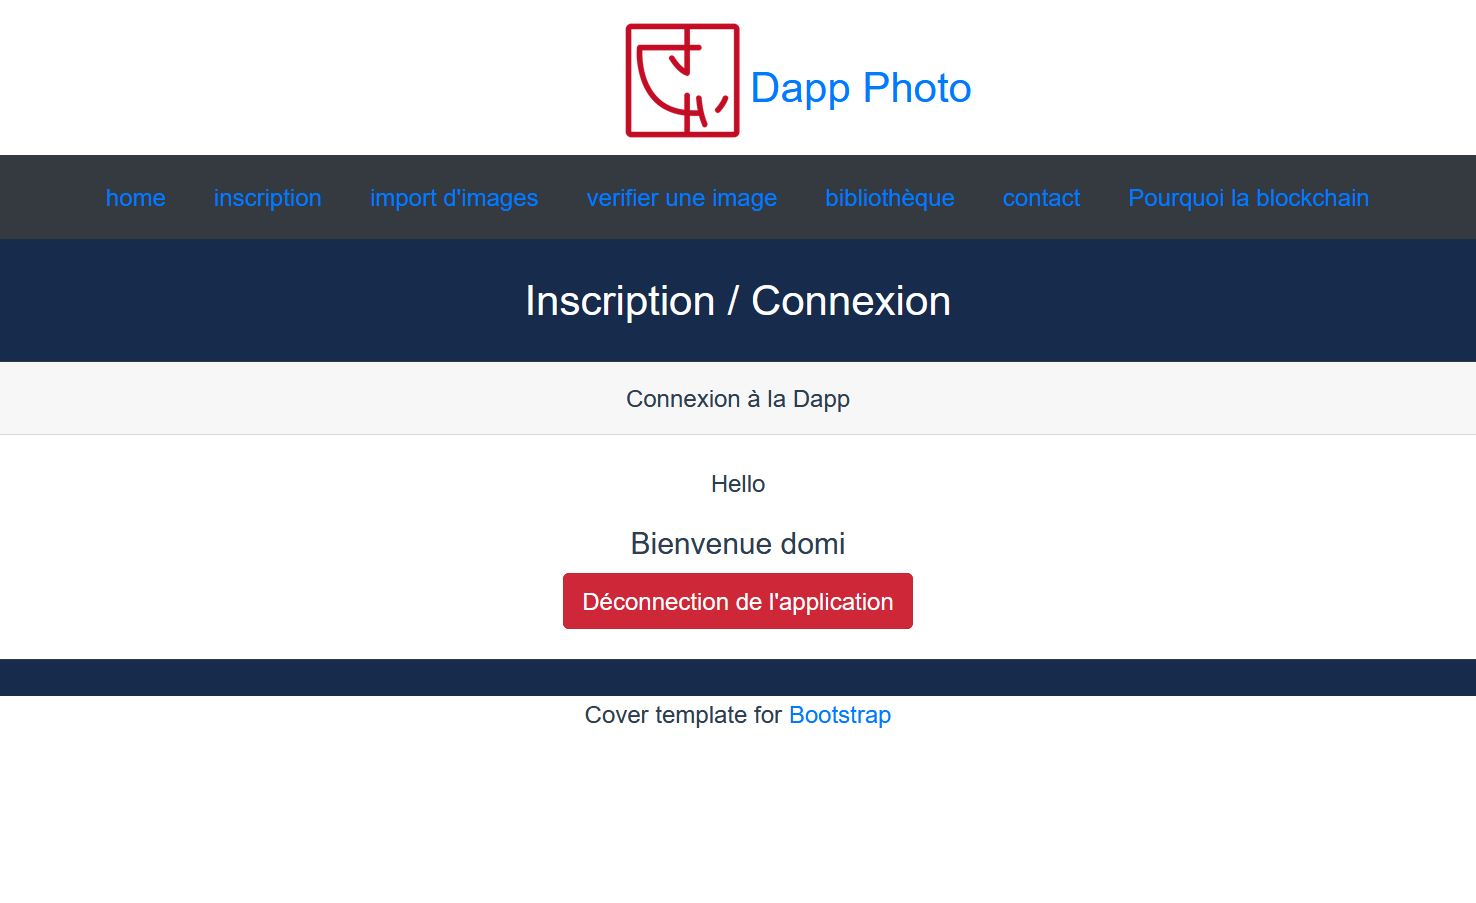 Dapp Photo
home inscription import d'images verifier une image bibliothèque contact Pourquoi la blockchain
Inscription / Connexion
Connexion à la Dapp
Hello
Bienvenue domi
Déconnection de l'application
Cover template for Bootstrap